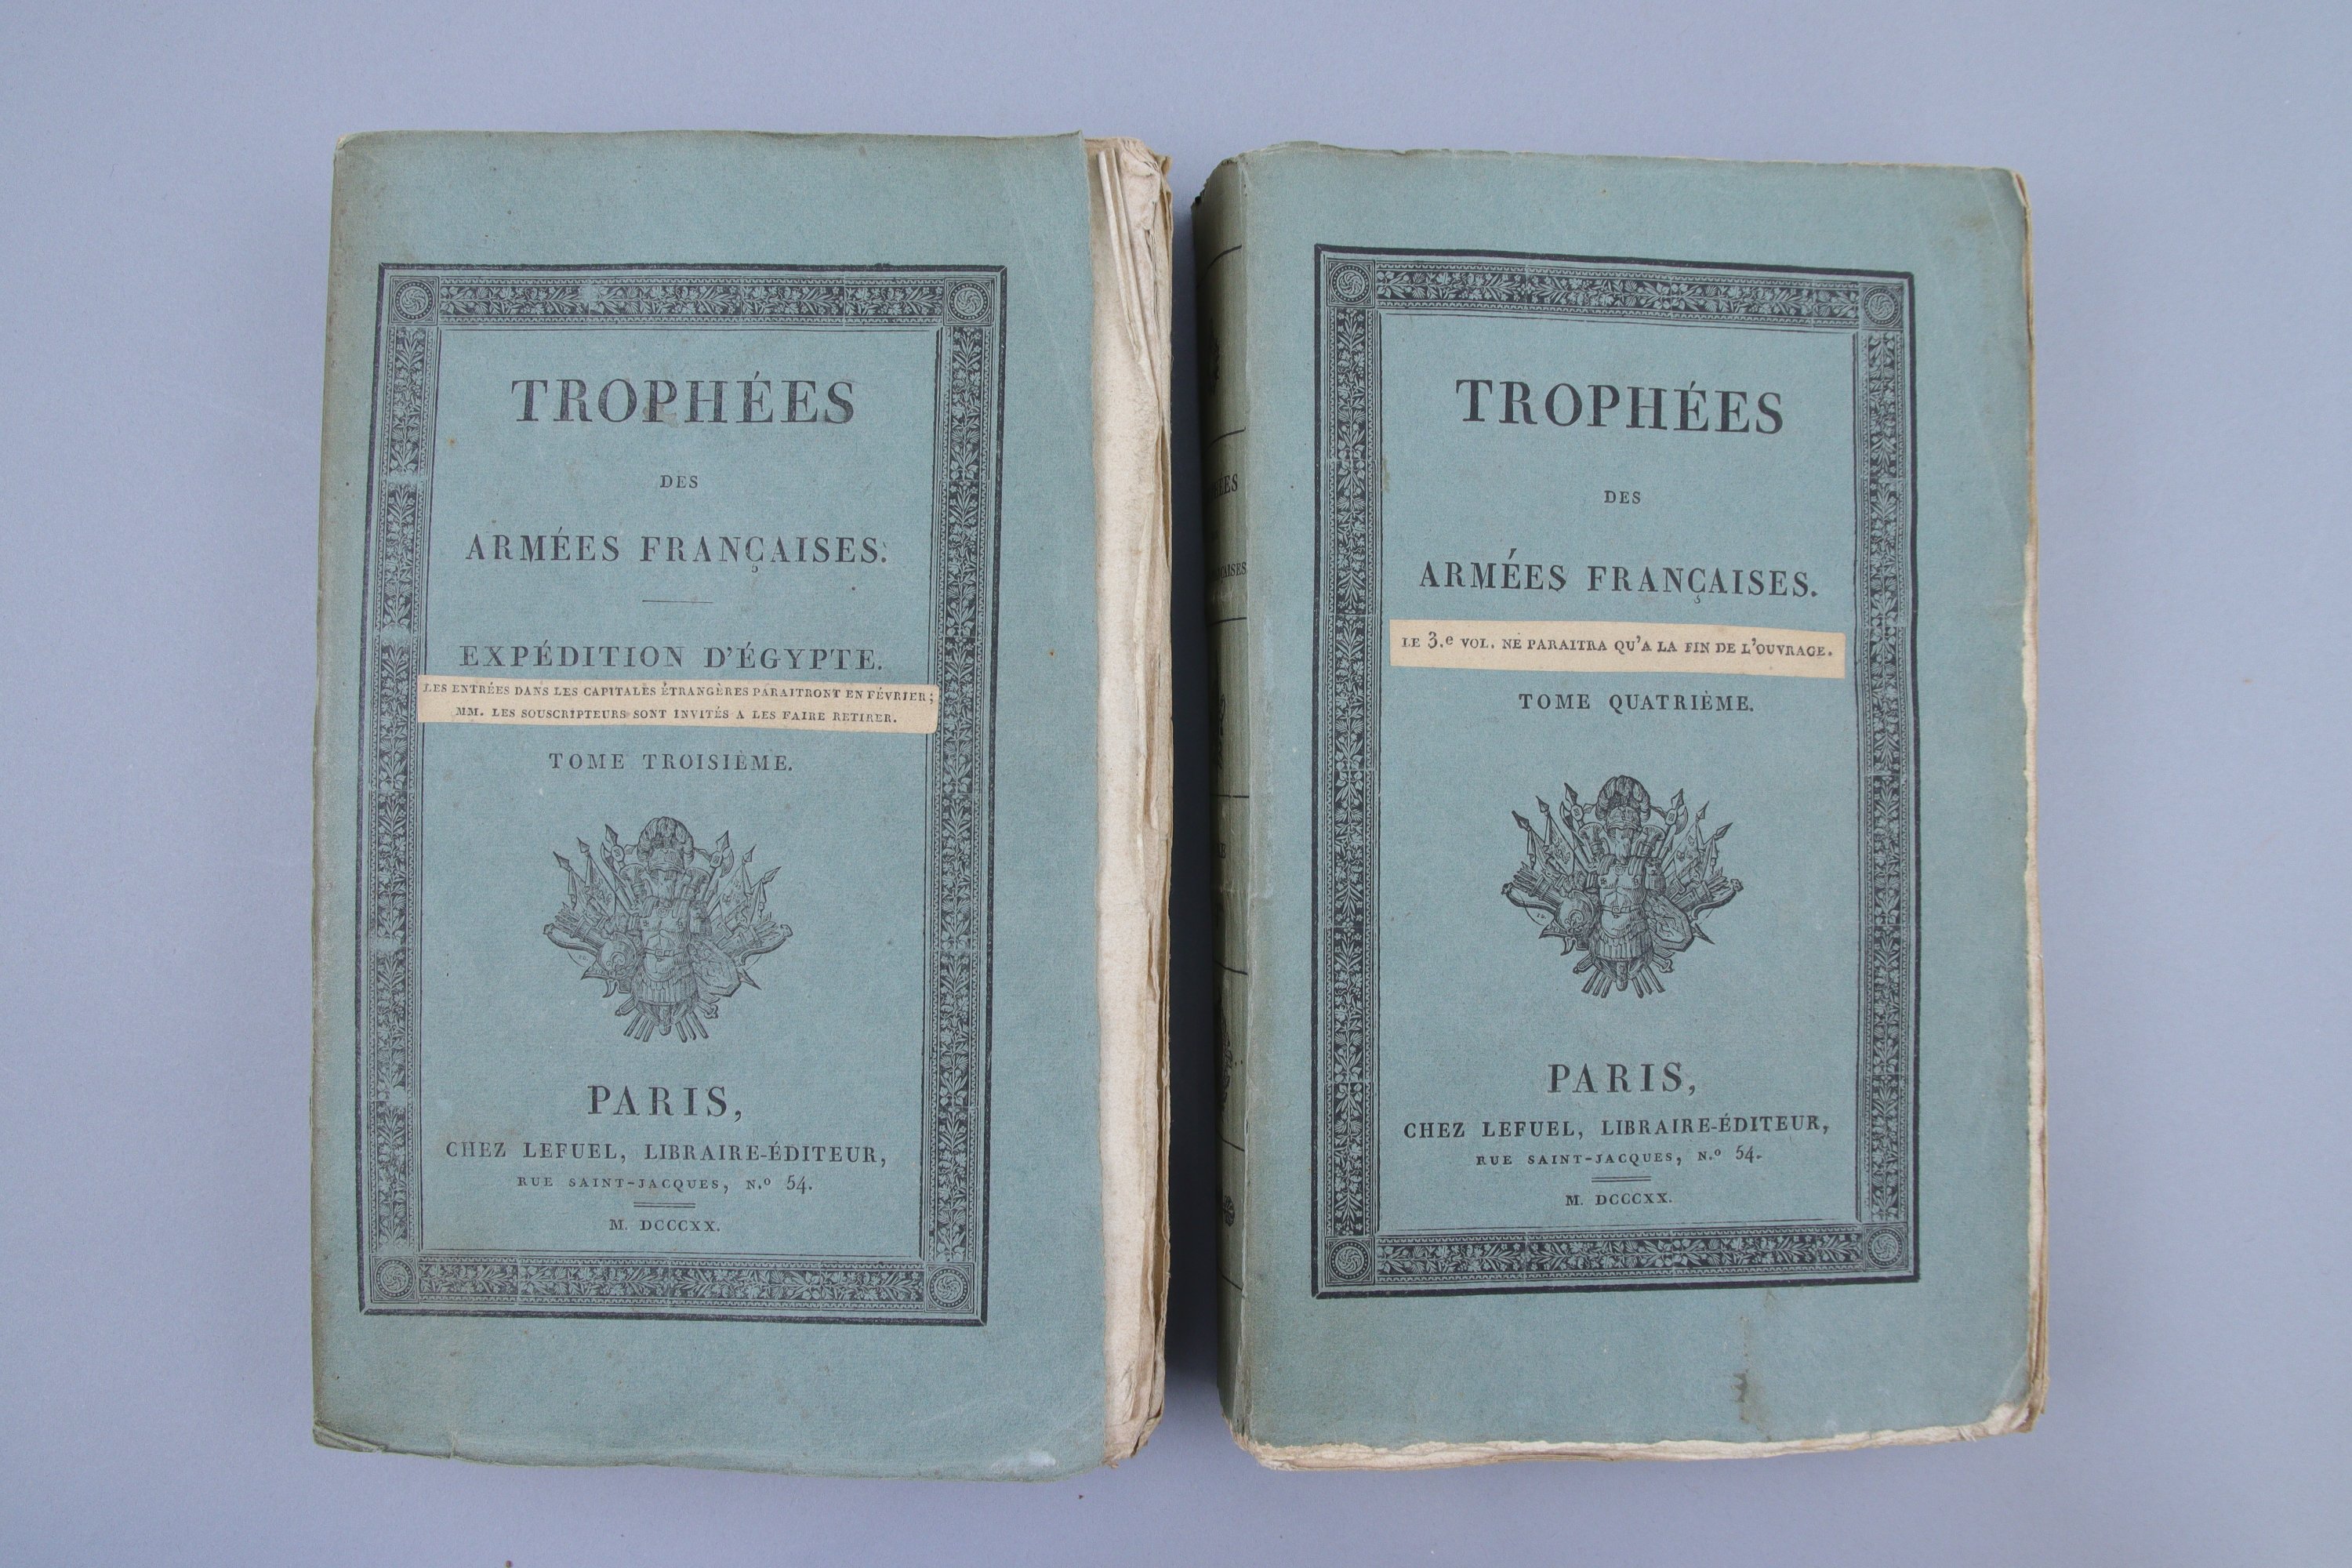 TROPHÉES
DES
ARMÉES FRANÇAISES.
EXPÉDITION D'ÉGYPTE.
LES ENTRÉES DANS LES CAPITALES ÉTRANGÈRES PARAITRONT EN FÉVRIER;
MM. LES SOUSCRIPTEURS SONT INVITÉS A LES FAIRE RETIRER.
TOME TROISIÈME.
PARIS,
CHEZ LEFUEL, LIBRAIRE-ÉDITEUR,
RUE SAINT-JACQUES, N.º 54.
M. DCCCXX.
TROPHÉES
DES
ARMÉES FRANÇAISES.
LE 3.e VOL. NE PARAITRA QU'A LA FIN DE L'OUVRAGE.
TOME QUATRIÈME.
PARIS,
CHEZ LEFUEL, LIBRAIRE-ÉDITEUR,
RUE SAINT-JACQUES, N.º 54.
M. DCCCXX.